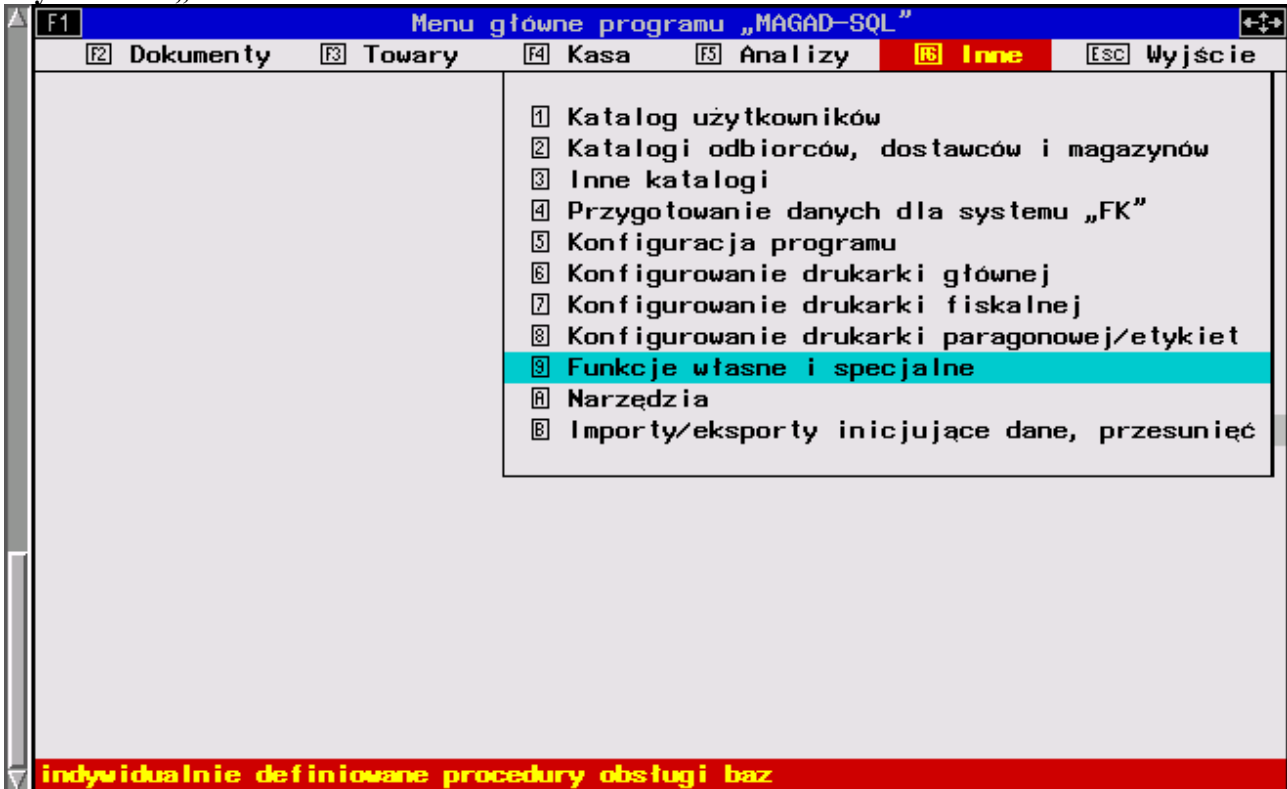 F1 Menu główne programu „MAGAD-SQL”
F2 Dokumenty F3 Towary F4 Kasa F5 Analizy F6 Inne ESC Wyjście
1 Katalog użytkowników
2 Katalogi odbiorców, dostawców i magazynów
3 Inne katalogi
4 Przygotowanie danych dla systemu „FK”
5 Konfiguracja programu
6 Konfigurowanie drukarki głównej
7 Konfigurowanie drukarki fiskalnej
8 Konfigurowanie drukarki paragonowej/etykiet
9 Funkcje własne i specjalne
A Narzędzia
B Importy/eksporty inicjujące dane, przesunięć
indywidualnie definiowane procedury obsługi baz